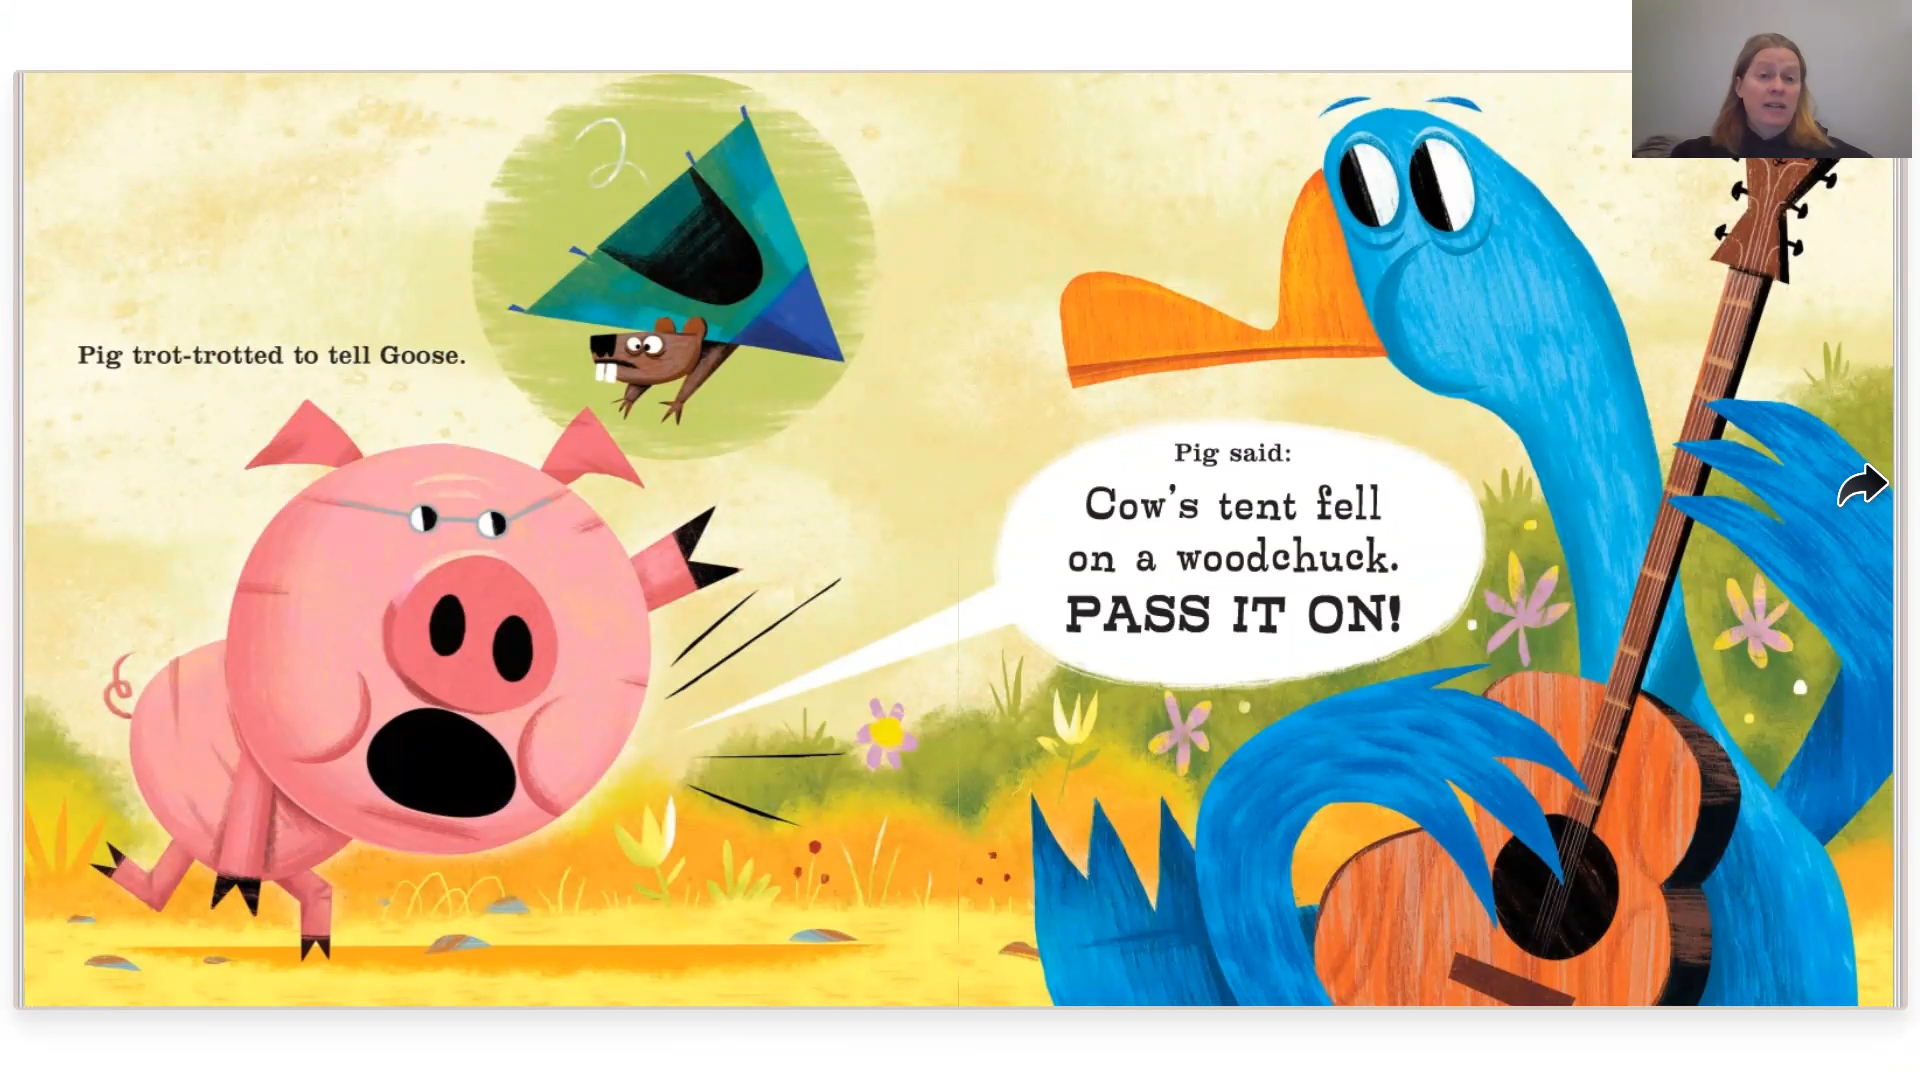 Pig trot-trotted to tell Goose.
Pig said:
Cow's tent fell
on a woodchuck.
PASS IT ON!